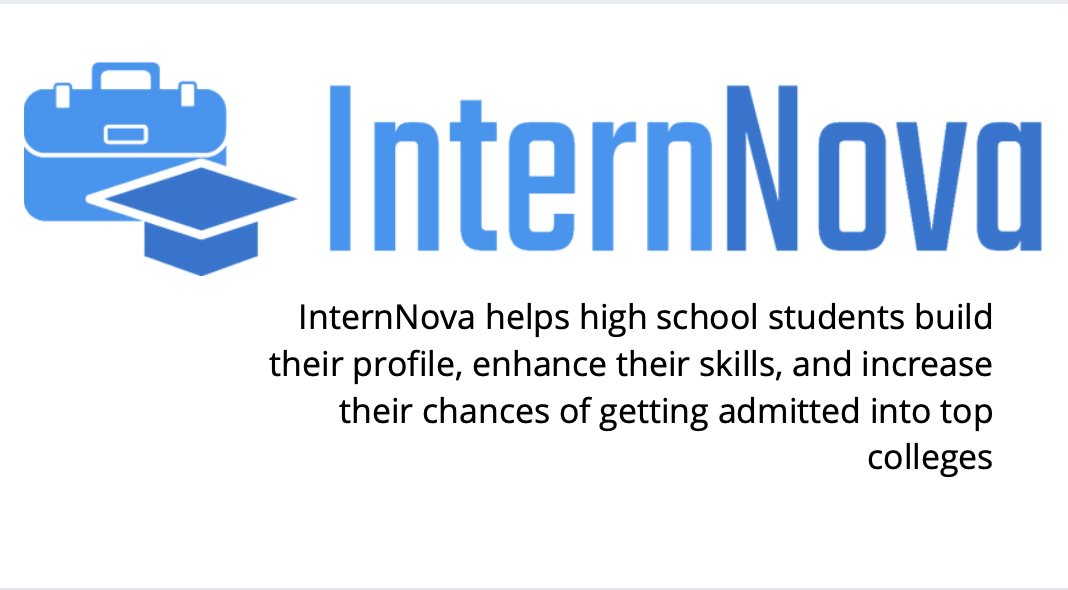 InternNova
InternNova helps high school students build
their profile, enhance their skills, and increase
their chances of getting admitted into top
colleges